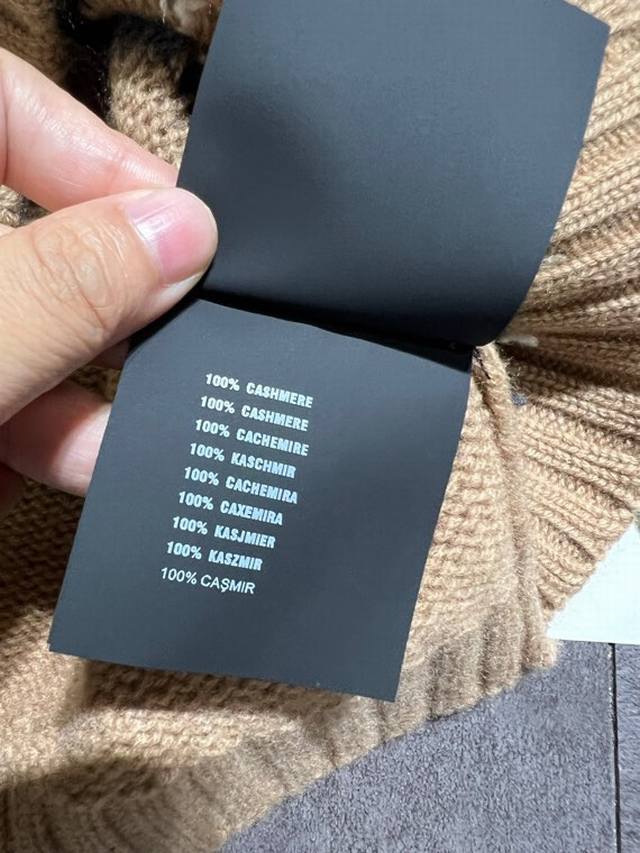 100% CASHMERE
100% CASHMERE
100% CACHEMIRE
100% KASCHMIR
100% CACHEMIRA
100% CAXEMIRA
100% KASJMIER
100% KASZMIR
100% CAŞMIR